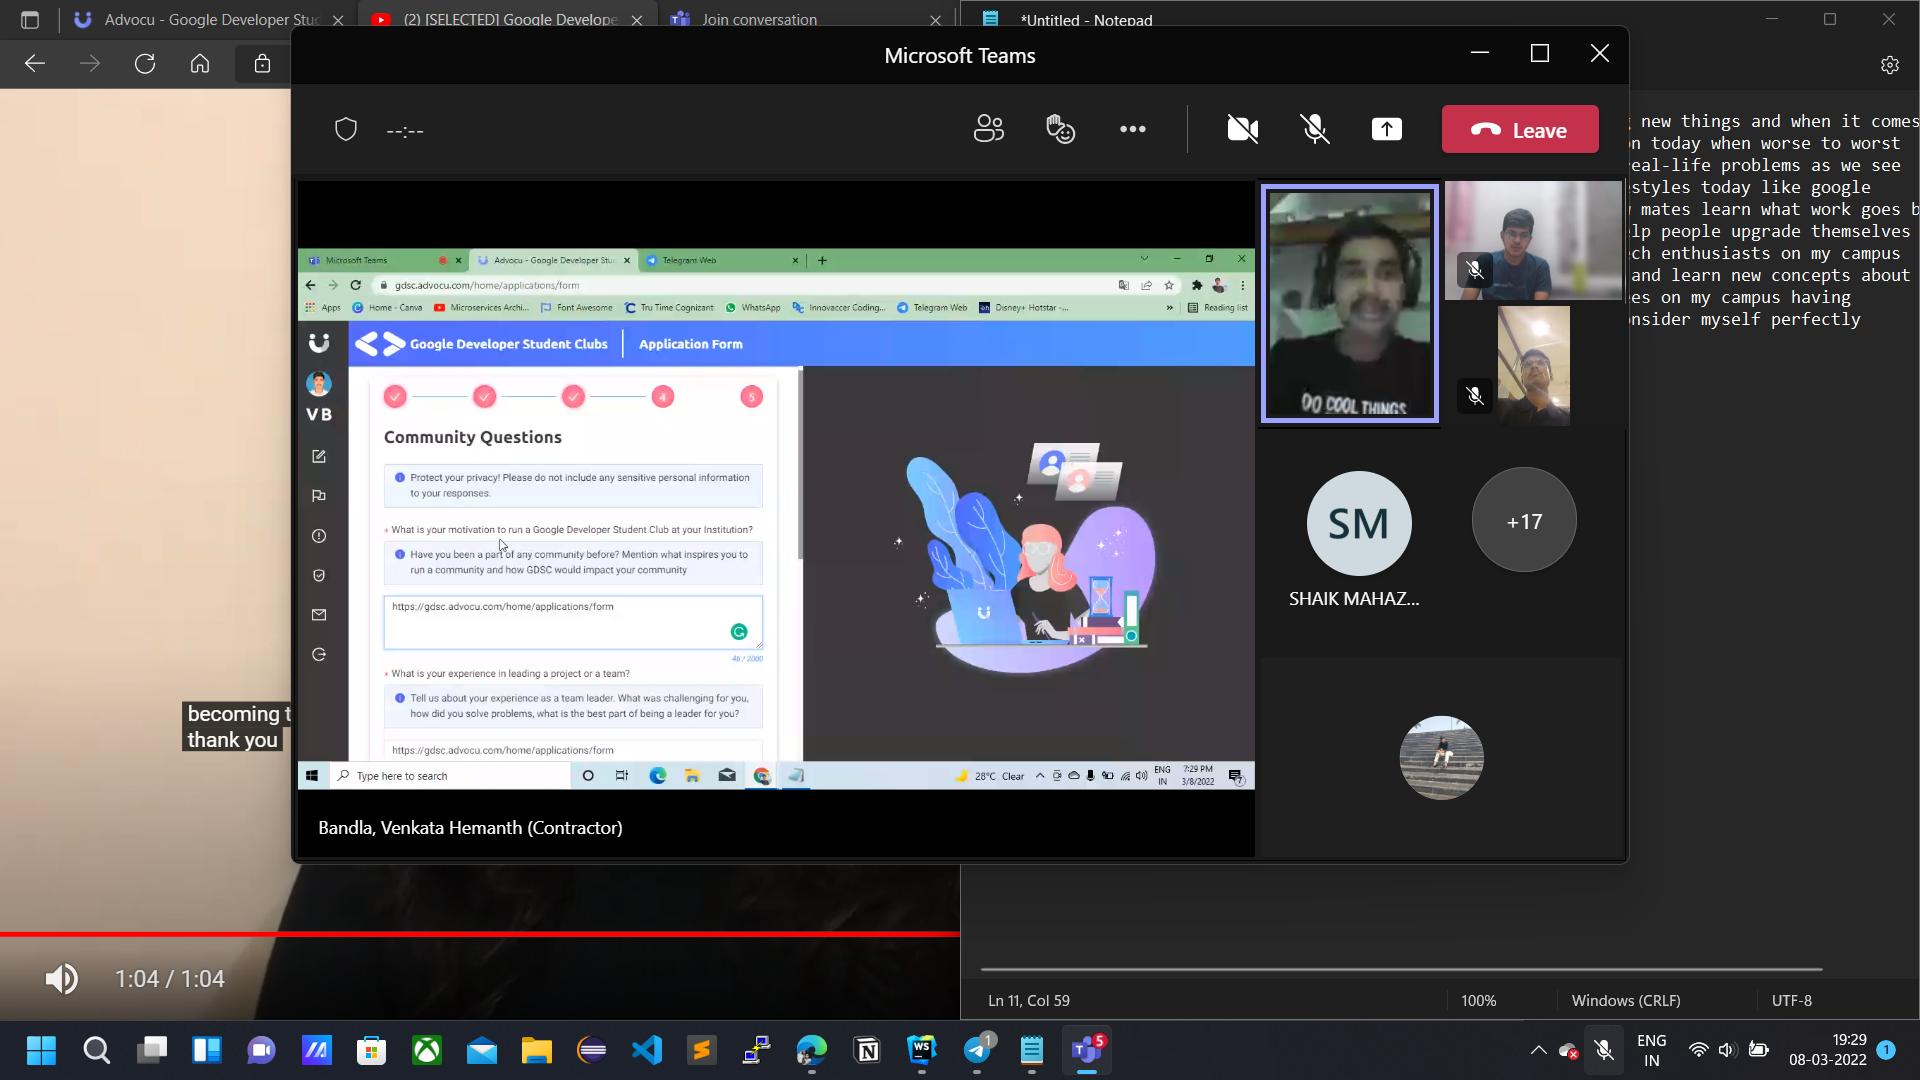 Advocu - Google Developer Stu
(2) [SELECTED] Google Develope
Join conversation
*Untitled - Notepad
Microsoft Teams
--:--
Leave
new things and when it comes
n today when worse to worst
eal-life problems as we see
styles today like google
mates learn what work goes b
lp people upgrade themselves
ech enthusiasts on my campus
and learn new concepts about
es on my campus having
nsider myself perfectly
Microsoft Teams
Advocu - Google Developer Stu
Telegram Web
gdsc.advocu.com/home/applications/form
Apps
Home - Canva
Microservices Archi...
Font Awesome
Tru Time Cognizant
WhatsApp
Innovaccer Coding...
Telegram Web
Disney+ Hotstar -...
»
Reading list
Google Developer Student Clubs
Application Form
VB
4
5
Community Questions
Protect your privacy! Please do not include any sensitive personal information
to your responses.
* What is your motivation to run a Google Developer Student Club at your Institution?
Have you been a part of any community before? Mention what inspires you to
run a community and how GDSC would impact your community
https://gdsc.advocu.com/home/applications/form
46 / 2000
* What is your experience in leading a project or a team?
Tell us about your experience as a team leader. What was challenging for you,
how did you solve problems, what is the best part of being a leader for you?
https://gdsc.advocu.com/home/applications/form
Type here to search
28°C Clear
ENG
IN
7:29 PM
3/8/2022
7
Bandla, Venkata Hemanth (Contractor)
DO COOL THINGS
SM
SHAIK MAHAZ...
+17
becoming t
thank you
1:04 / 1:04
Ln 11, Col 59
100%
Windows (CRLF)
UTF-8
WS
1
5
ENG
IN
19:29
08-03-2022
1